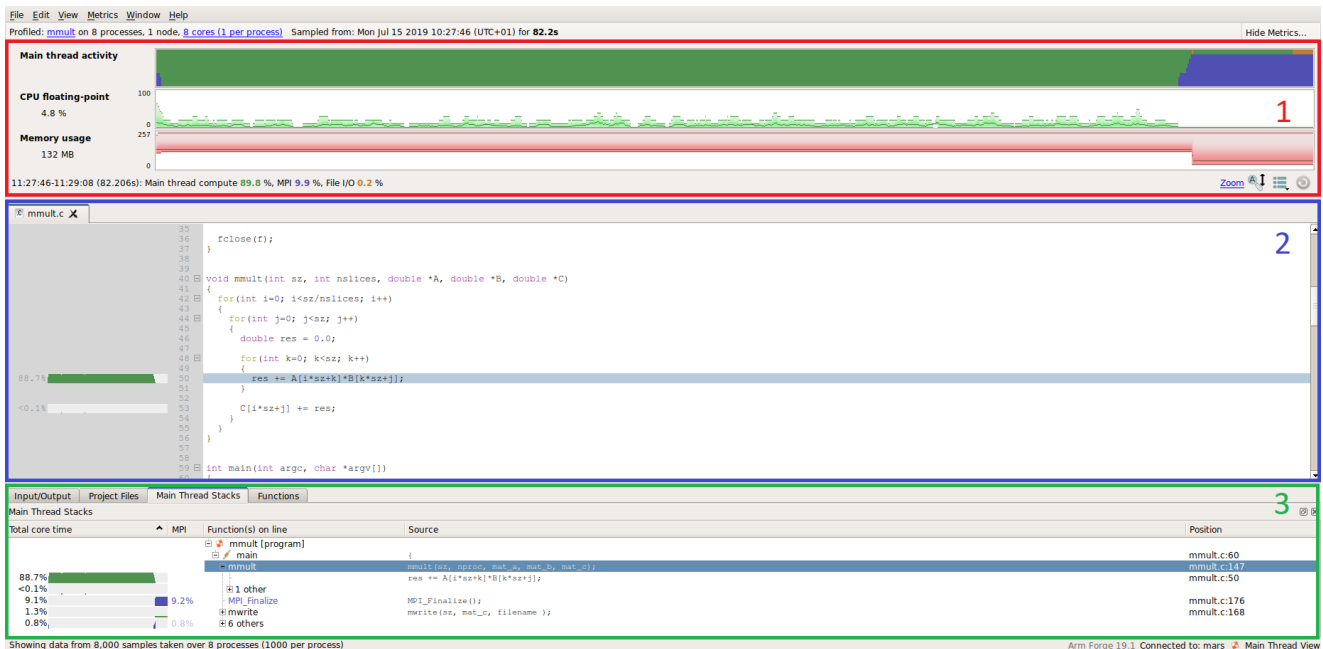 File Edit View Metrics Window Help
Profiled: mmult on 8 processes, 1 node, 8 cores (1 per process) Sampled from: Mon Jul 15 2019 10:27:46 (UTC+01) for 82.2s Hide Metrics...
Main thread activity
CPU floating-point 100
4.8 % 1
0
Memory usage 257
132 MB
0
11:27:46-11:29:08 (82.206s): Main thread compute 89.8 %, MPI 9.9 %, File I/O 0.2 % Zoom
mmult.c
2
35
36 fclose(f);
37 }
38
39
40 void mmult(int sz, int nslices, double *A, double *B, double *C)
41 {
42 for(int i=0; i<sz/nslices; i++)
43 {
44 for(int j=0; j<sz; j++)
45 {
46 double res = 0.0;
47
48 for(int k=0; k<sz; k++)
49 {
88.7% 50 res += A[i*sz+k]*B[k*sz+j];
51 }
52
<0.1% 53 C[i*sz+j] += res;
54 }
55 }
56 }
57
58
59 int main(int argc, char *argv[])
60 {
Input/Output Project Files Main Thread Stacks Functions 3
Main Thread Stacks
Total core time MPI Function(s) on line Source Position
mmult [program]
main { mmult.c:60
mmult mmult(sz, nproc, mat_a, mat_b, mat_c); mmult.c:147
88.7% res += A[i*sz+k]*B[k*sz+j]; mmult.c:50
<0.1% 1 other
9.1% 9.2% MPI_Finalize MPI_Finalize(); mmult.c:176
1.3% mwrite mwrite(sz, mat_c, filename ); mmult.c:168
0.8% 0.8% 6 others
Showing data from 8,000 samples taken over 8 processes (1000 per process) Arm Forge 19.1 Connected to: mars Main Thread View